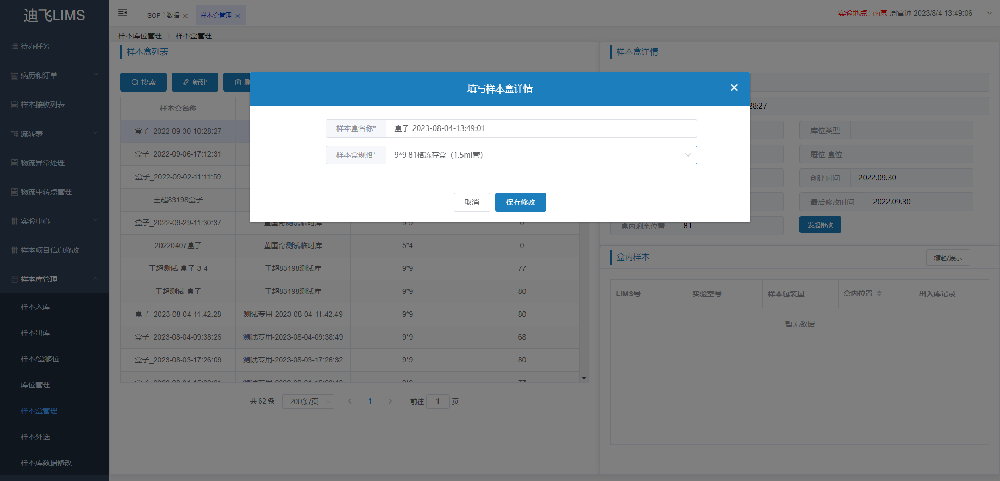 迪飞LIMS
待办任务
病历和订单
样本接收列表
流转表
物流异常处理
物流中转点管理
实验中心
样本项目信息修改
样本库管理
样本入库
样本出库
样本/盒移位
库位管理
样本盒管理
样本外送
样本库数据修改
SOP主数据 ×
样本盒管理 ×
实验地点 : 南京 周官钟 2023/8/4 13:49:06
样本库位管理 > 样本盒管理
样本盒列表
搜索
新建
样本盒名称
盒子_2022-09-30-10:28:27
盒子_2022-09-06-17:12:31
盒子_2022-09-02-11:11:59
王超83198盒子
盒子_2022-09-29-11:30:37 董国奇测试临时库 9*9 0
20220407盒子 董国奇测试临时库 5*4 0
王超测试-盒子-3-4 王超83198测试库 9*9 77
王超测试-盒子 王超83198测试库 9*9 80
盒子_2023-08-04-11:42:28 测试专用-2023-08-04-11:42:49 9*9 80
盒子_2023-08-04-09:38:26 测试专用-2023-08-04-09:38:49 9*9 68
盒子_2023-08-03-17:26:09 测试专用-2023-08-03-17:26:32 9*9 80
共 62 条
200条/页
1
前往 1 页
填写样本盒详情
样本盒名称* 盒子_2023-08-04-13:49:01
样本盒规格* 9*9 81格冻存盒（1.5ml管）
取消
保存修改
样本盒详情
28:27
库位类型
屉位-盒位 -
创建时间 2022.09.30
最后修改时间 2022.09.30
盒内剩余位置 81
发起修改
盒内样本
缩起/展示
LIMS号 实验室号 样本包装量 盒内位置 出入库记录
暂无数据